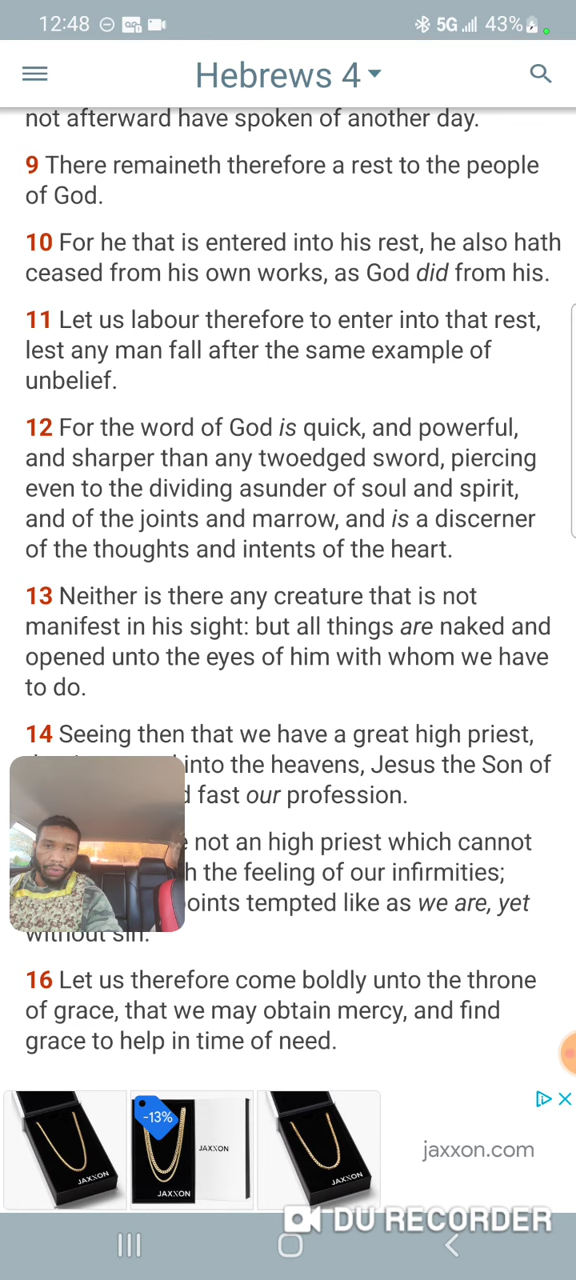 12:48 5G 43%
Hebrews 4
not afterward have spoken of another day.
9 There remaineth therefore a rest to the people
of God.
10 For he that is entered into his rest, he also hath
ceased from his own works, as God did from his.
11 Let us labour therefore to enter into that rest,
lest any man fall after the same example of
unbelief.
12 For the word of God is quick, and powerful,
and sharper than any twoedged sword, piercing
even to the dividing asunder of soul and spirit,
and of the joints and marrow, and is a discerner
of the thoughts and intents of the heart.
13 Neither is there any creature that is not
manifest in his sight: but all things are naked and
opened unto the eyes of him with whom we have
to do.
14 Seeing then that we have a great high priest,
into the heavens, Jesus the Son of
fast our profession.
not an high priest which cannot
the feeling of our infirmities;
tempted like as we are, yet
without sin.
16 Let us therefore come boldly unto the throne
of grace, that we may obtain mercy, and find
grace to help in time of need.
-13%
JAXXON
JAXXON
JAXXON
JAXXON
jaxxon.com
DU RECORDER